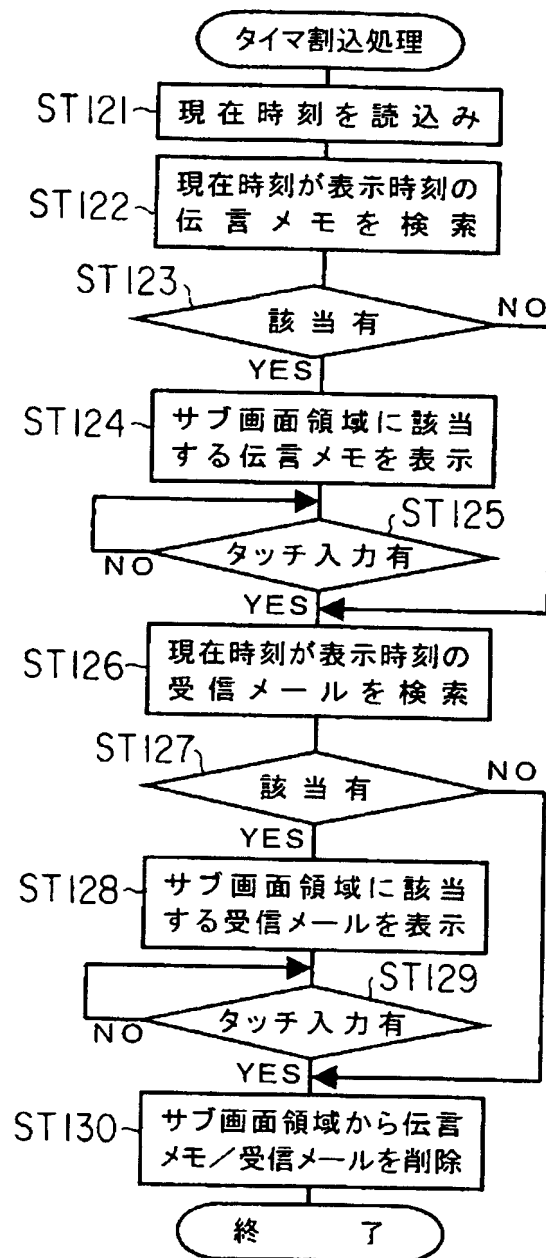 タイマ割込処理
ST121
現在時刻を読込み
ST122
現在時刻が表示時刻の
伝言メモを検索
ST123
該当有
NO
YES
ST124
サブ画面領域に該当
する伝言メモを表示
ST125
タッチ入力有
NO
YES
ST126
現在時刻が表示時刻の
受信メールを検索
ST127
該当有
NO
YES
ST128
サブ画面領域に該当
する受信メールを表示
ST129
タッチ入力有
NO
YES
ST130
サブ画面領域から伝言
メモ/受信メールを削除
終了